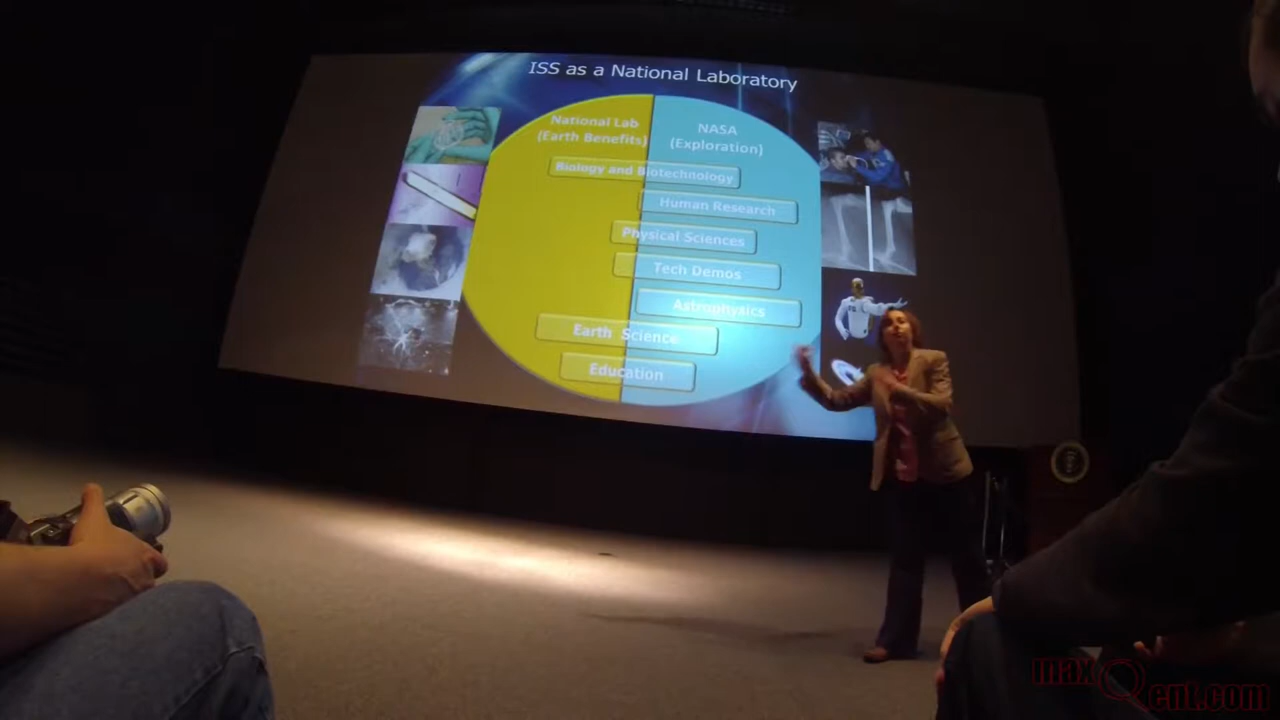 ISS as a National Laboratory
National Lab
(Earth Benefits)
NASA
(Exploration)
Biology and Biotechnology
Human Research
Physical Sciences
Tech Demos
Astrophysics
Earth Science
Education
maxQent.com